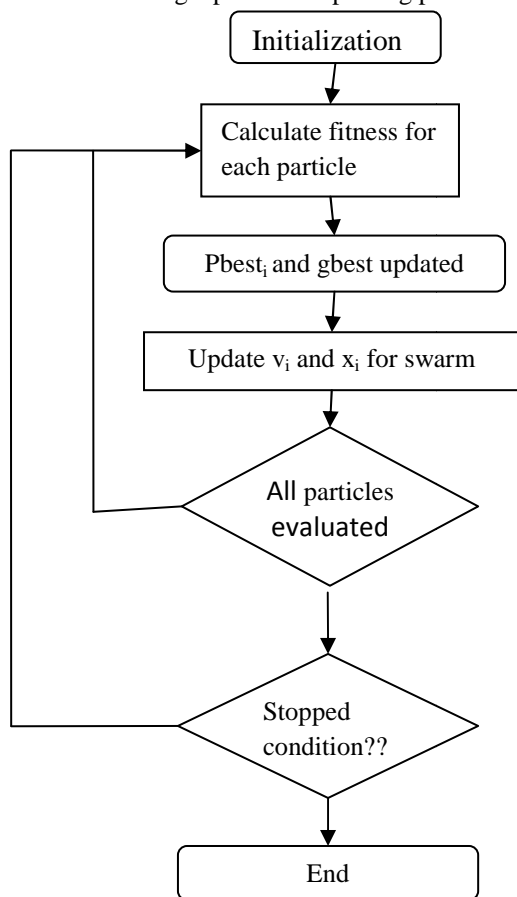 Initialization
Calculate fitness for
each particle
Pbestᵢ and gbest updated
Update vᵢ and xᵢ for swarm
All particles
evaluated
Stopped
condition??
End